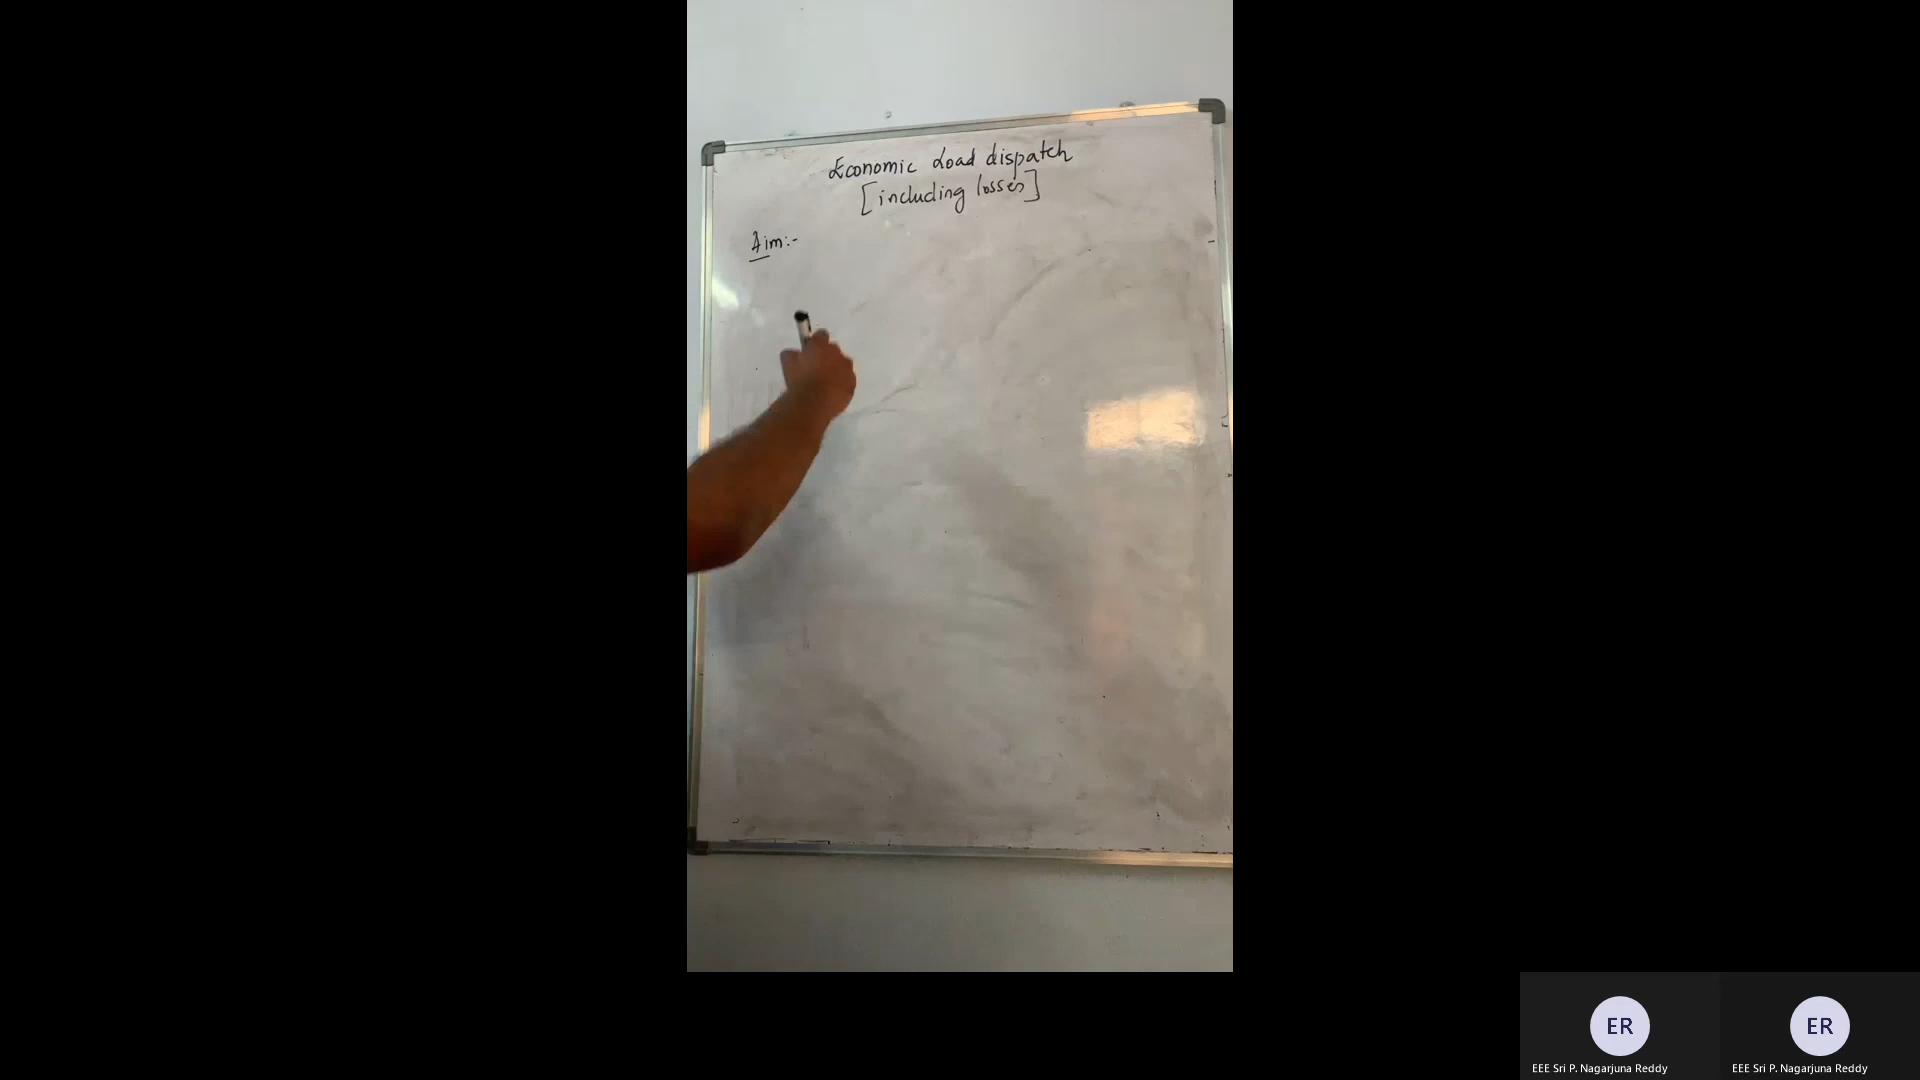 Economic Load dispatch
[including losses]
Aim:-
ER
ER
EEE Sri P. Nagarjuna Reddy
EEE Sri P. Nagarjuna Reddy